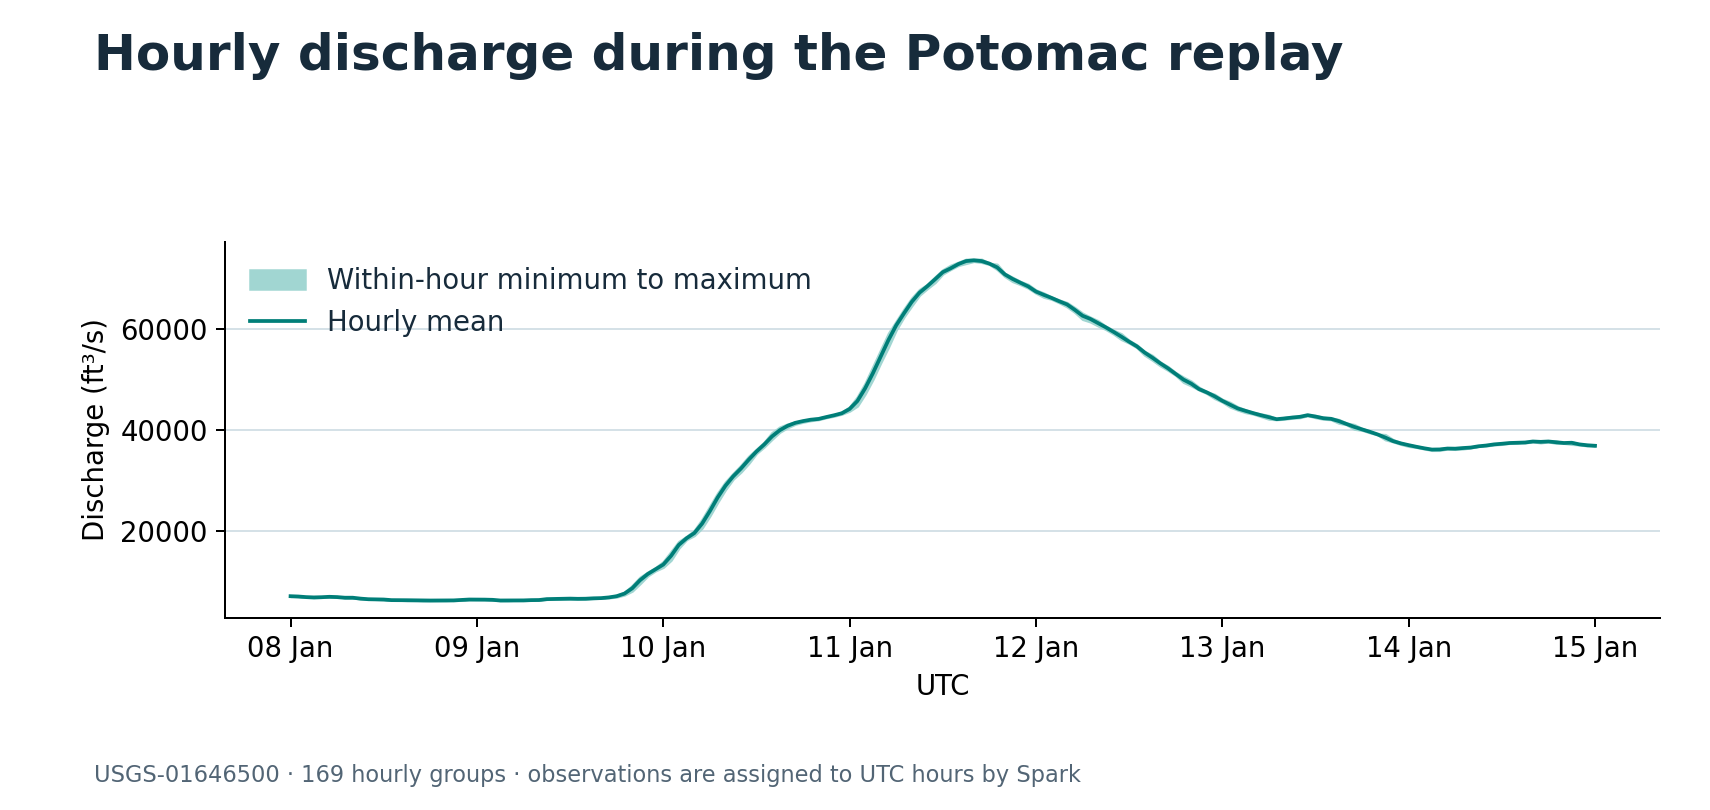 Hourly discharge during the Potomac replay
Within-hour minimum to maximum
Hourly mean
Discharge (ft³/s)
60000
40000
20000
08 Jan
09 Jan
10 Jan
11 Jan
12 Jan
13 Jan
14 Jan
15 Jan
UTC
USGS-01646500 · 169 hourly groups · observations are assigned to UTC hours by Spark